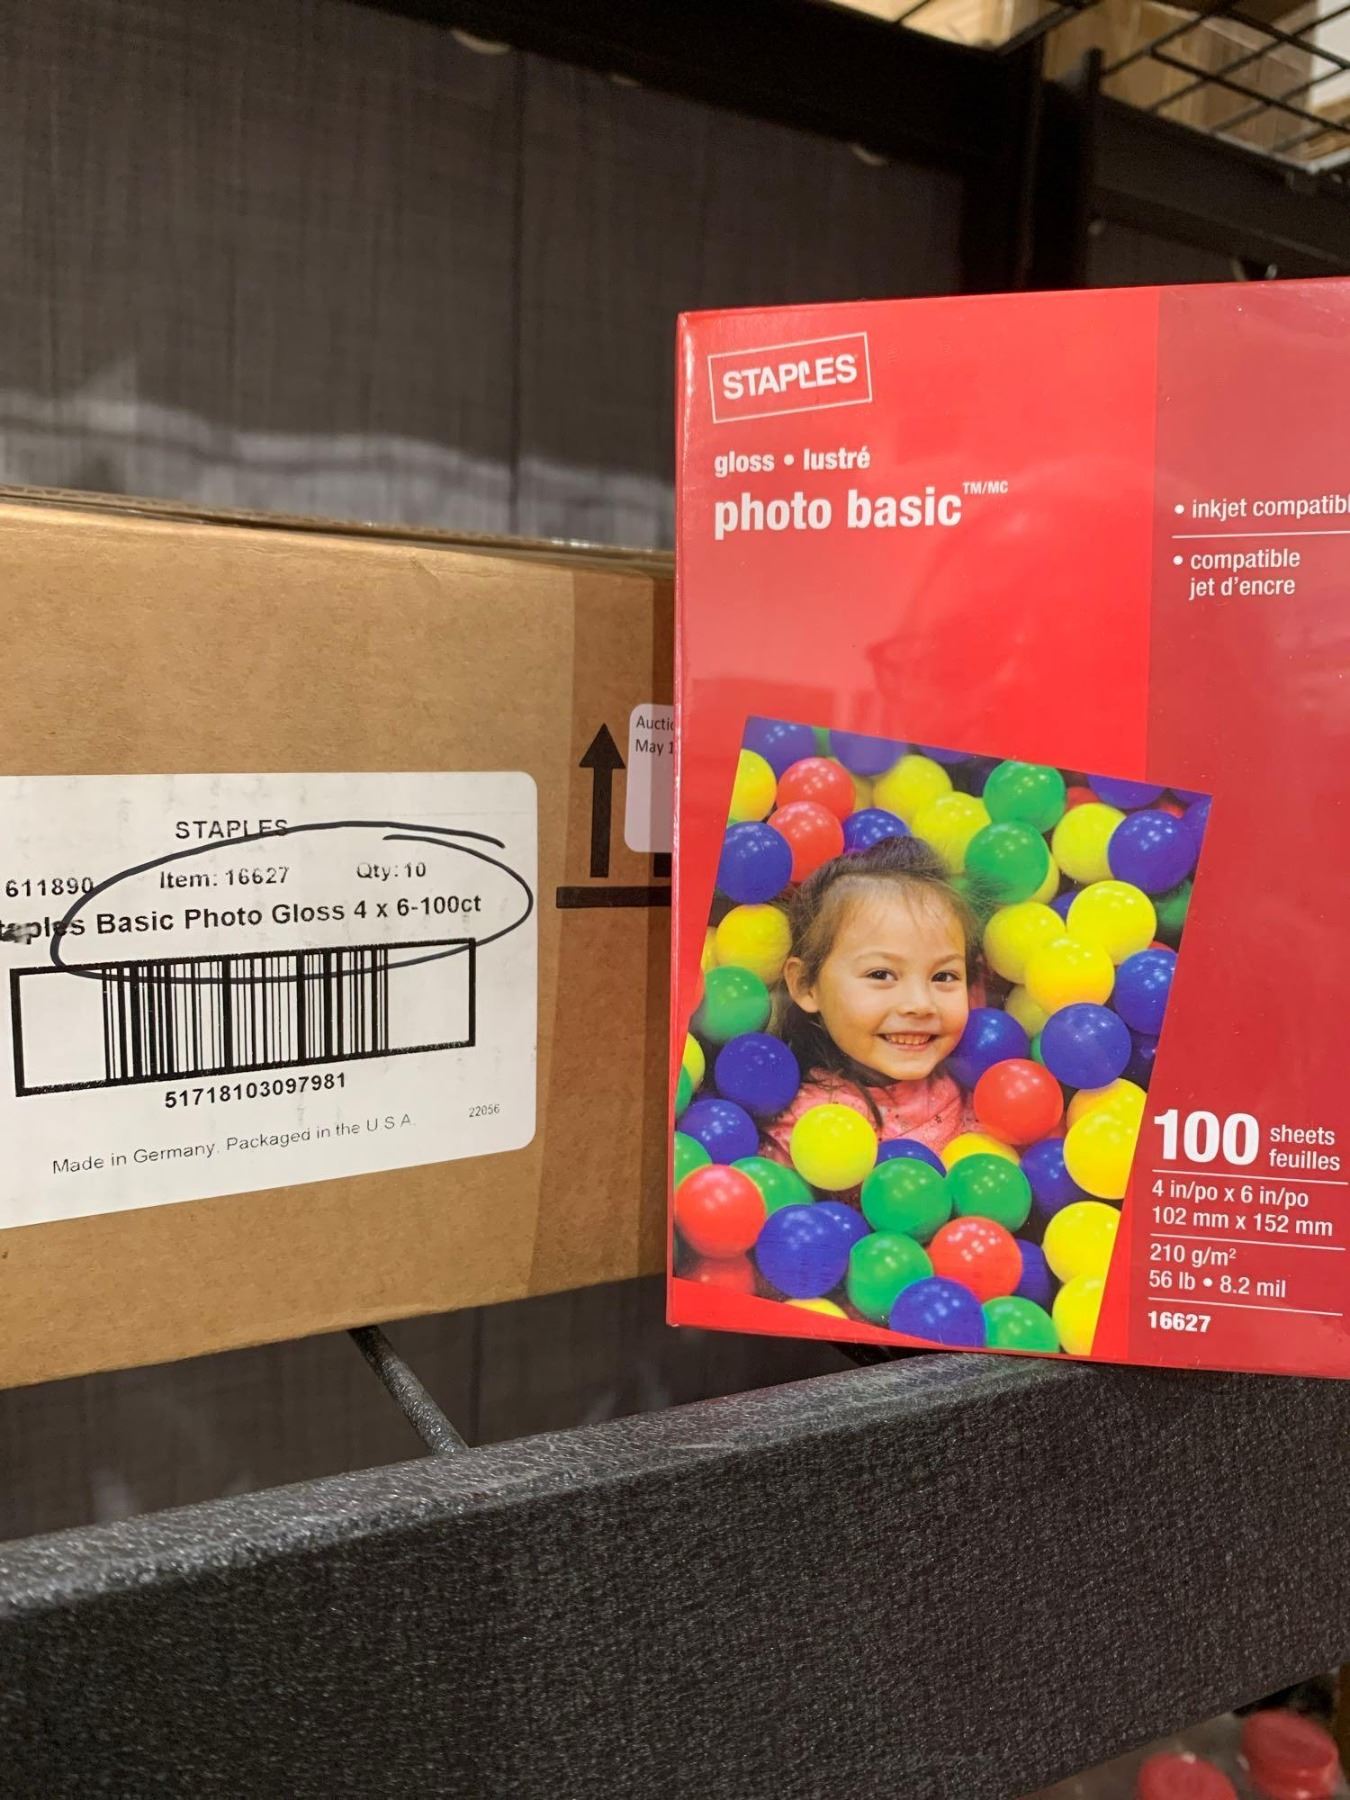 STAPLES
611890 Item: 16627 Qty: 10
Basic Photo Gloss 4 x 6-100ct
51718103097981
22056
Made in Germany. Packaged in the U S A.
May 1
STAPLES
gloss • lustré
photo basic TM/MC
• inkjet
• compatible
jet d'encre
100 sheets
feuilles
4 in/po x 6 in/po
102 mm x 152 mm
210 g/m²
56 lb • 8.2 mil
16627